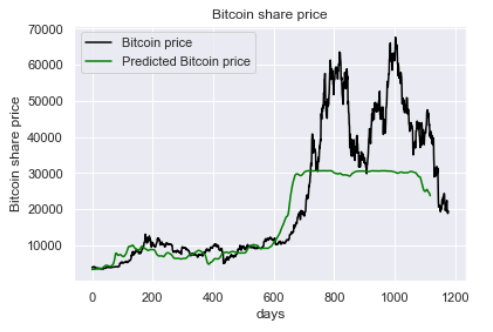 Bitcoin share price
70000
60000
50000
40000
30000
20000
10000
Bitcoin share price
Bitcoin price
Predicted Bitcoin price
0
200
400
600
800
1000
1200
days